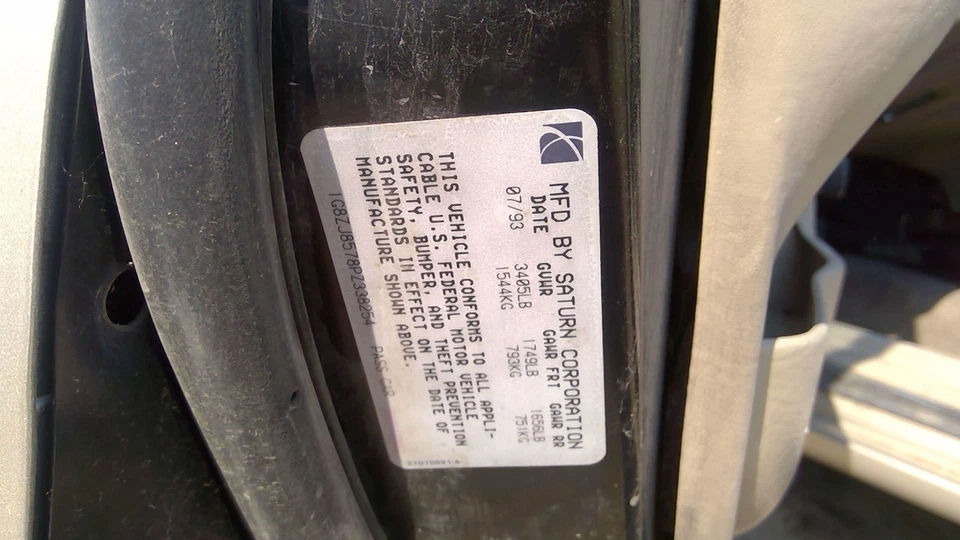 MFD BY SATURN CORPORATION
DATE GVWR GAWR FRT GAWR RR
07/93 3405LB 1749LB 1656LB
1544KG 793KG 751KG
THIS VEHICLE CONFORMS TO ALL APPLI-
CABLE U.S. FEDERAL MOTOR VEHICLE
SAFETY, BUMPER, AND THEFT PREVENTION
STANDARDS IN EFFECT ON THE DATE OF
MANUFACTURE SHOWN ABOVE.
1G8ZJ8578PZ338254 PASS CAR